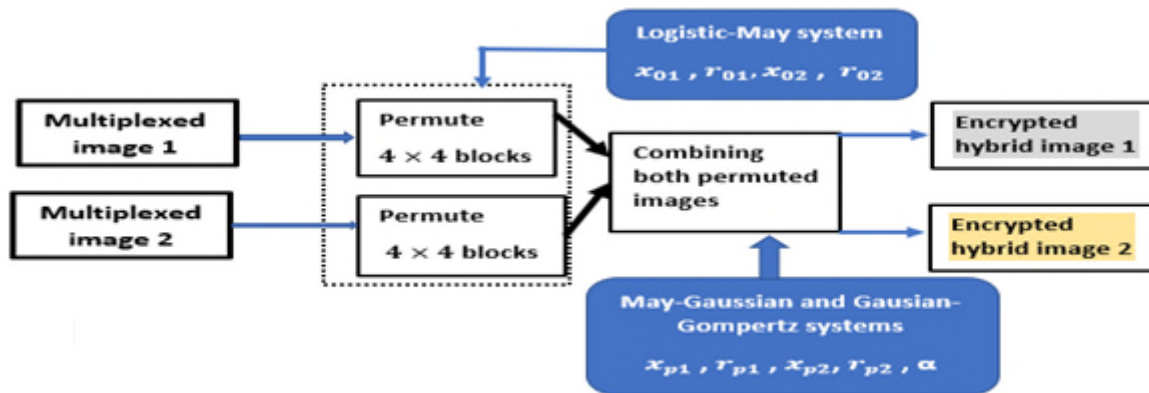 Logistic-May system
x₀₁ , r₀₁, x₀₂ , r₀₂
Multiplexed
image 1
Permute
4 × 4 blocks
Multiplexed
image 2
Permute
4 × 4 blocks
Combining
both permuted
images
Encrypted
hybrid image 1
Encrypted
hybrid image 2
May-Gaussian and Gausian-
Gompertz systems
xₚ₁ , rₚ₁ , xₚ₂, rₚ₂ , α